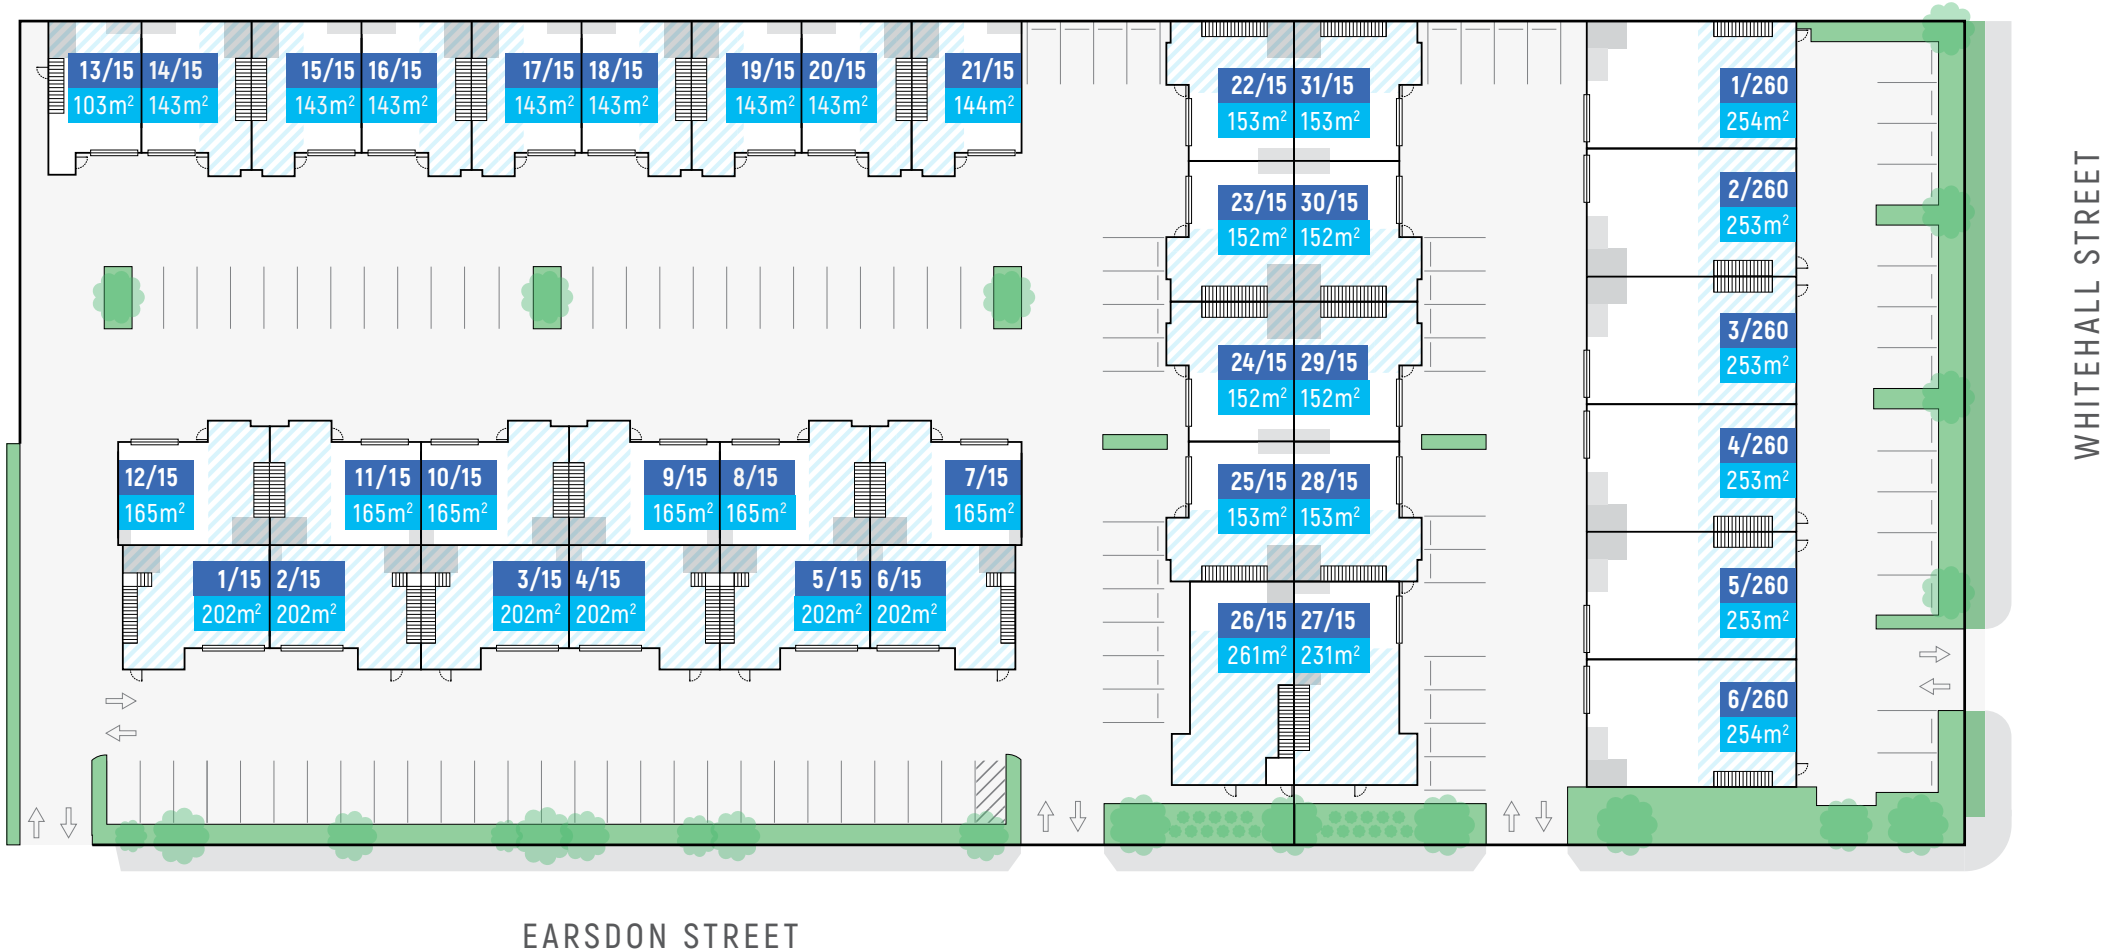 13/15 14/15 15/15 16/15 17/15 18/15 19/15 20/15 21/15
103m² 143m² 143m² 143m² 143m² 143m² 143m² 143m² 144m²
12/15 11/15 10/15 9/15 8/15 7/15
165m² 165m² 165m² 165m² 165m² 165m²
1/15 2/15 3/15 4/15 5/15 6/15
202m² 202m² 202m² 202m² 202m² 202m²
22/15 31/15
153m² 153m²
23/15 30/15
152m² 152m²
24/15 29/15
152m² 152m²
25/15 28/15
153m² 153m²
26/15 27/15
261m² 231m²
1/260
254m²
2/260
253m²
3/260
253m²
4/260
253m²
5/260
253m²
6/260
254m²
WHITEHALL STREET
EARSDON STREET